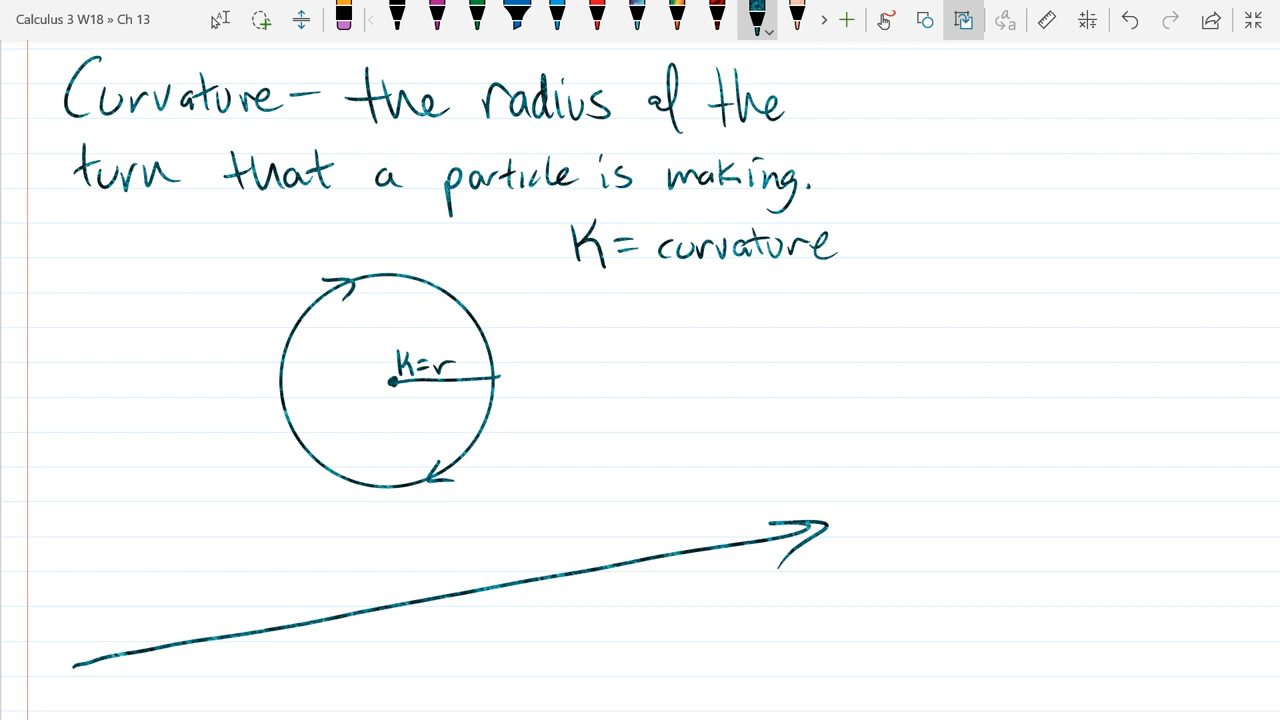 Calculus 3 W18 » Ch 13
Curvature - the radius of the
turn that a particle is making.
K = curvature
K=r